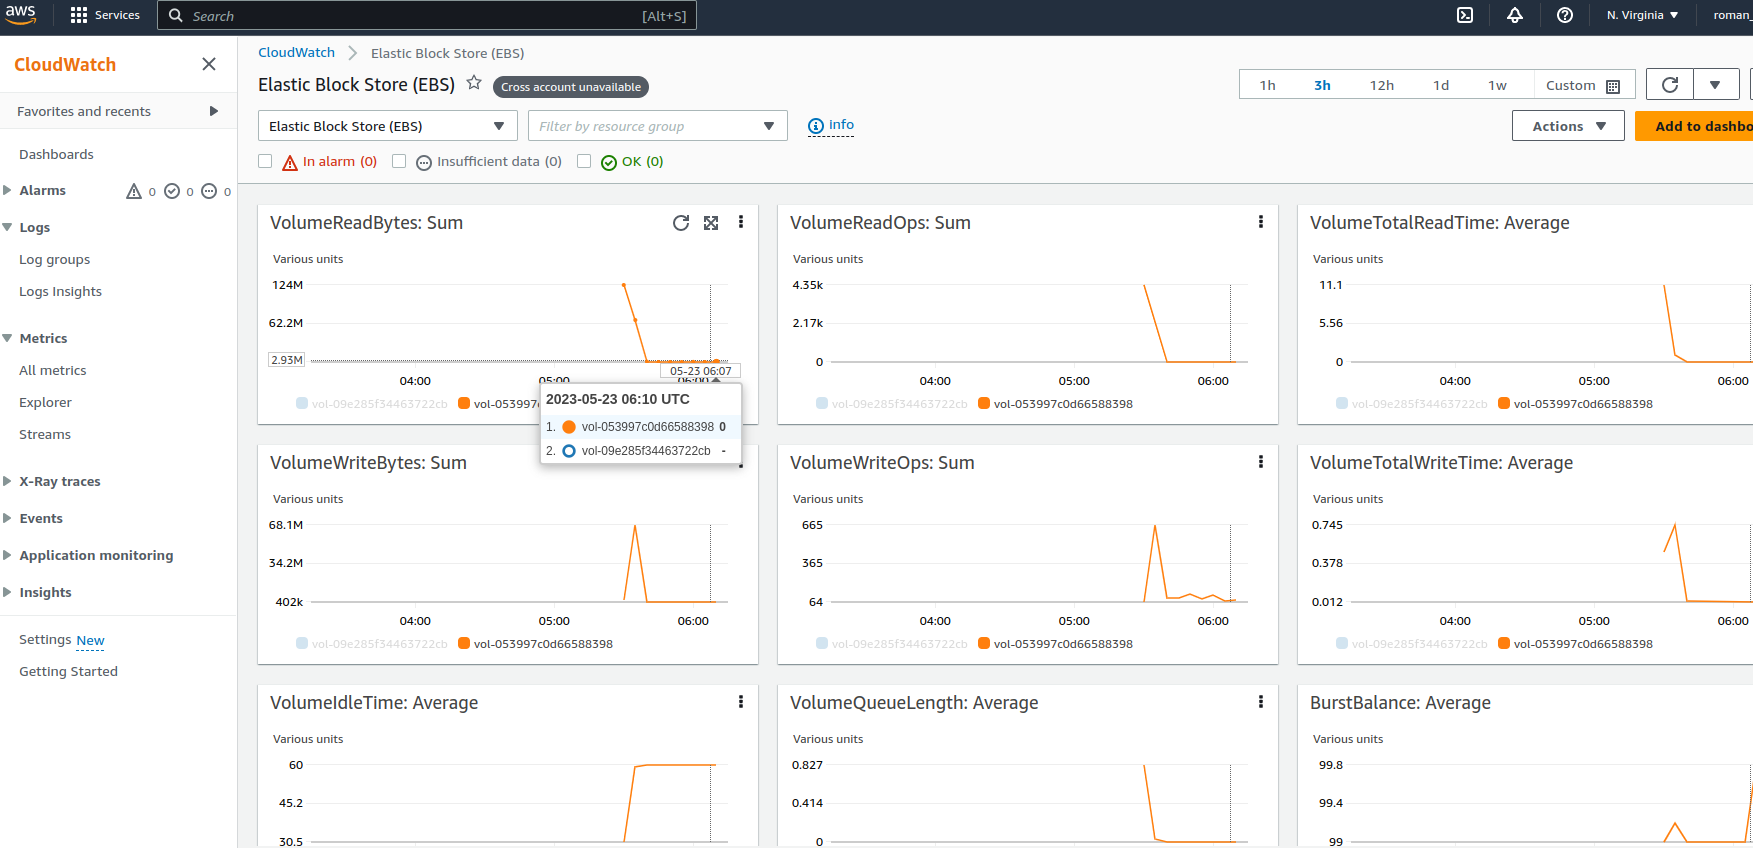 aws
Services
Search
[Alt+S]
N. Virginia
roman_
CloudWatch
Favorites and recents
Dashboards
Alarms
0
0
0
Logs
Log groups
Logs Insights
Metrics
All metrics
Explorer
Streams
X-Ray traces
Events
Application monitoring
Insights
Settings New
Getting Started
CloudWatch
Elastic Block Store (EBS)
Elastic Block Store (EBS)
Cross account unavailable
1h
3h
12h
1d
1w
Custom
Elastic Block Store (EBS)
Filter by resource group
info
Actions
Add to dashbo
In alarm (0)
Insufficient data (0)
OK (0)
VolumeReadBytes: Sum
Various units
124M
62.2M
2.93M
04:00
05:00
06:00
05-23 06:07
vol-09e285f34463722cb
vol-053997
2023-05-23 06:10 UTC
1. vol-053997c0d66588398 0
2. vol-09e285f34463722cb -
VolumeReadOps: Sum
Various units
4.35k
2.17k
0
04:00
05:00
06:00
vol-09e285f34463722cb
vol-053997c0d66588398
VolumeTotalReadTime: Average
Various units
11.1
5.56
0
04:00
05:00
06:00
vol-09e285f34463722cb
vol-053997c0d66588398
VolumeWriteBytes: Sum
Various units
68.1M
34.2M
402k
04:00
05:00
06:00
vol-09e285f34463722cb
vol-053997c0d66588398
VolumeWriteOps: Sum
Various units
665
365
64
04:00
05:00
06:00
vol-09e285f34463722cb
vol-053997c0d66588398
VolumeTotalWriteTime: Average
Various units
0.745
0.378
0.012
04:00
05:00
06:00
vol-09e285f34463722cb
vol-053997c0d66588398
VolumeIdleTime: Average
Various units
60
45.2
30.5
VolumeQueueLength: Average
Various units
0.827
0.414
0
BurstBalance: Average
Various units
99.8
99.4
99